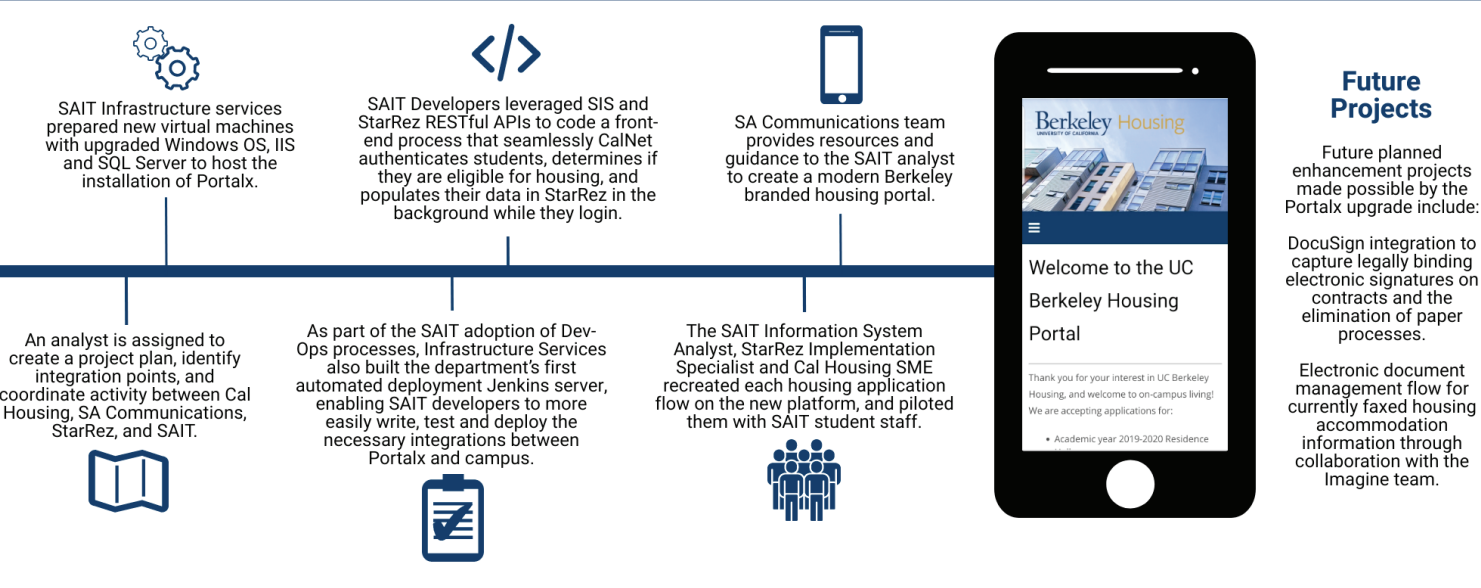 SAIT Infrastructure services
prepared new virtual machines
with upgraded Windows OS, IIS
and SQL Server to host the
installation of Portalx.
SAIT Developers leveraged SIS and
StarRez RESTful APIs to code a front-
end process that seamlessly CalNet
authenticates students, determines if
they are eligible for housing, and
populates their data in StarRez in the
background while they login.
SA Communications team
provides resources and
guidance to the SAIT analyst
to create a modern Berkeley
branded housing portal.
An analyst is assigned to
create a project plan, identify
integration points, and
coordinate activity between Cal
Housing, SA Communications,
StarRez, and SAIT.
As part of the SAIT adoption of Dev-
Ops processes, Infrastructure Services
also built the department's first
automated deployment Jenkins server,
enabling SAIT developers to more
easily write, test and deploy the
necessary integrations between
Portalx and campus.
The SAIT Information System
Analyst, StarRez Implementation
Specialist and Cal Housing SME
recreated each housing application
flow on the new platform, and piloted
them with SAIT student staff.
Berkeley Housing
UNIVERSITY OF CALIFORNIA
Welcome to the UC
Berkeley Housing
Portal
Thank you for your interest in UC Berkeley
Housing, and welcome to on-campus living!
We are accepting applications for:
• Academic year 2019-2020 Residence
Future
Projects
Future planned
enhancement projects
made possible by the
Portalx upgrade include:
DocuSign integration to
capture legally binding
electronic signatures on
contracts and the
elimination of paper
processes.
Electronic document
management flow for
currently faxed housing
accommodation
information through
collaboration with the
Imagine team.